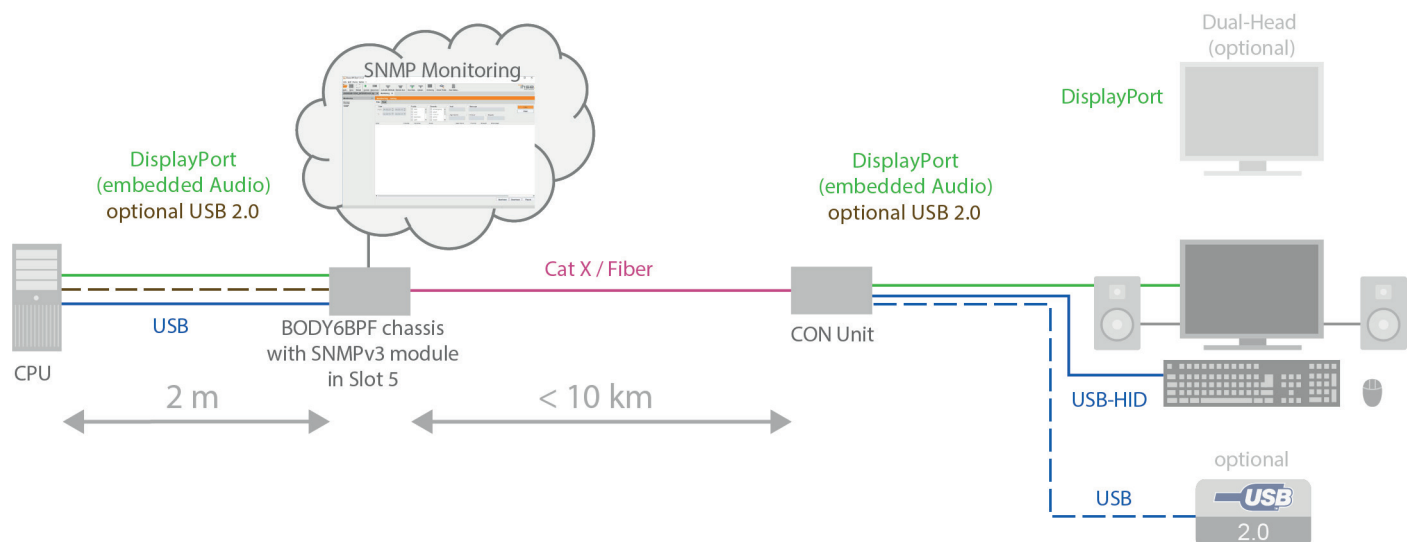 Dual-Head
(optional)
SNMP Monitoring
DisplayPort
DisplayPort
(embedded Audio)
optional USB 2.0
DisplayPort
(embedded Audio)
optional USB 2.0
Cat X / Fiber
USB
BODY6BPF chassis
with SNMPv3 module
in Slot 5
CON Unit
CPU
2 m
< 10 km
USB-HID
optional
USB
USB
2.0